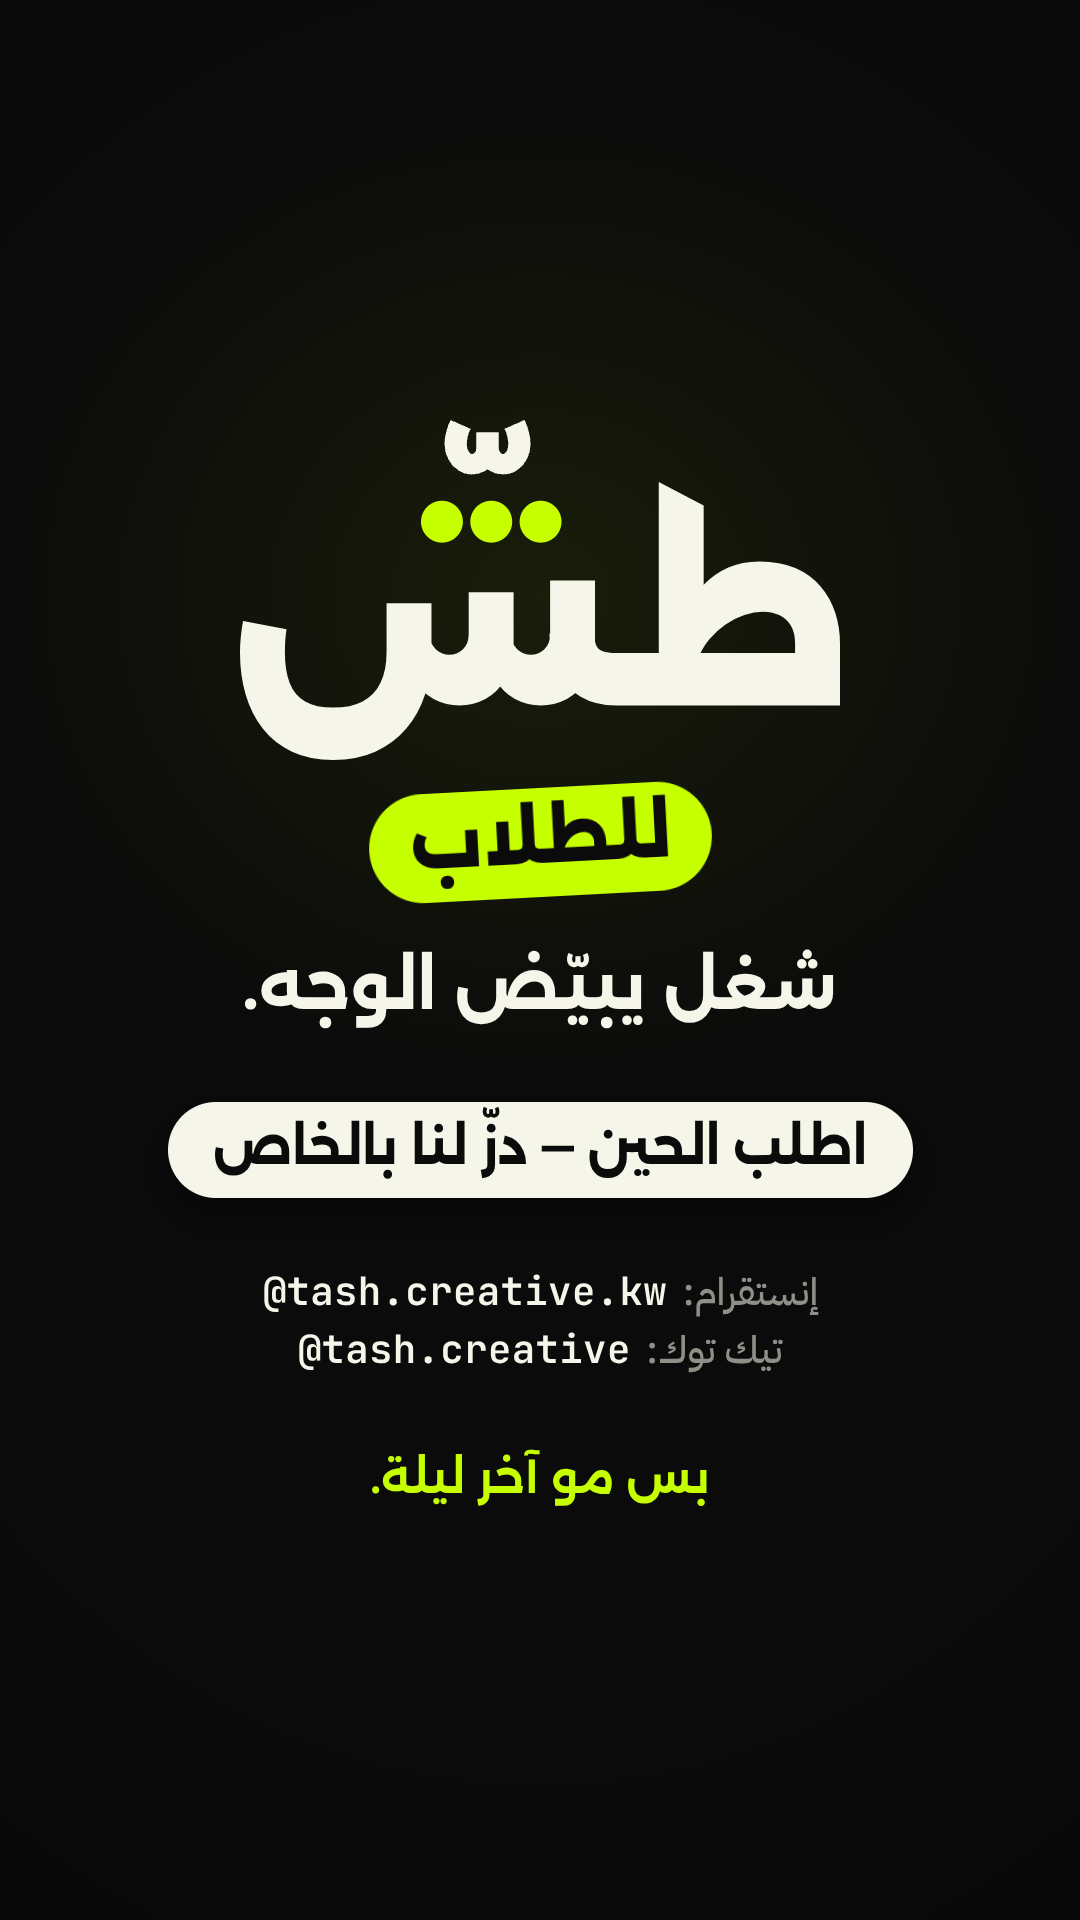 طشّ
للطلاب
شغل يبيّض الوجه.
اطلب الحين – دزّ لنا بالخاص
إنستقرام: @tash.creative.kw
تيك توك: @tash.creative
بس مو آخر ليلة.